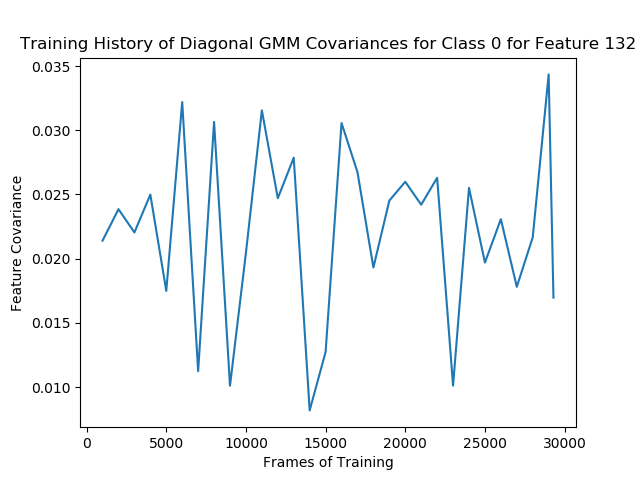 Training History of Diagonal GMM Covariances for Class 0 for Feature 132
0.035
0.030
0.025
0.020
0.015
0.010
Feature Covariance
0 5000 10000 15000 20000 25000 30000
Frames of Training